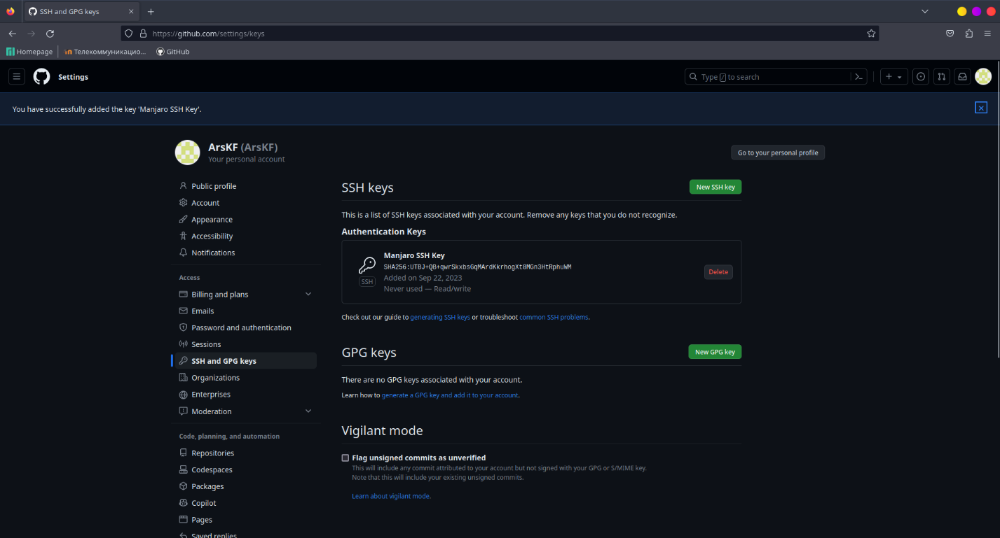 SSH and GPG keys
https://github.com/settings/keys
Homepage
Телекоммуникацио...
GitHub
Settings
Type / to search
You have successfully added the key 'Manjaro SSH Key'.
ArsKF (ArsKF)
Your personal account
Go to your personal profile
Public profile
Account
Appearance
Accessibility
Notifications
Access
Billing and plans
Emails
Password and authentication
Sessions
SSH and GPG keys
Organizations
Enterprises
Moderation
Code, planning, and automation
Repositories
Codespaces
Packages
Copilot
Pages
Saved replies
SSH keys
New SSH key
This is a list of SSH keys associated with your account. Remove any keys that you do not recognize.
Authentication Keys
Manjaro SSH Key
SHA256:UTBJ+QB+qwrSkxbsGqMArdKkrhogXt8MGn3HtRphuWM
Added on Sep 22, 2023
Never used — Read/write
SSH
Delete
Check out our guide to generating SSH keys or troubleshoot common SSH problems.
GPG keys
New GPG key
There are no GPG keys associated with your account.
Learn how to generate a GPG key and add it to your account.
Vigilant mode
Flag unsigned commits as unverified
This will include any commit attributed to your account but not signed with your GPG or S/MIME key.
Note that this will include your existing unsigned commits.
Learn about vigilant mode.